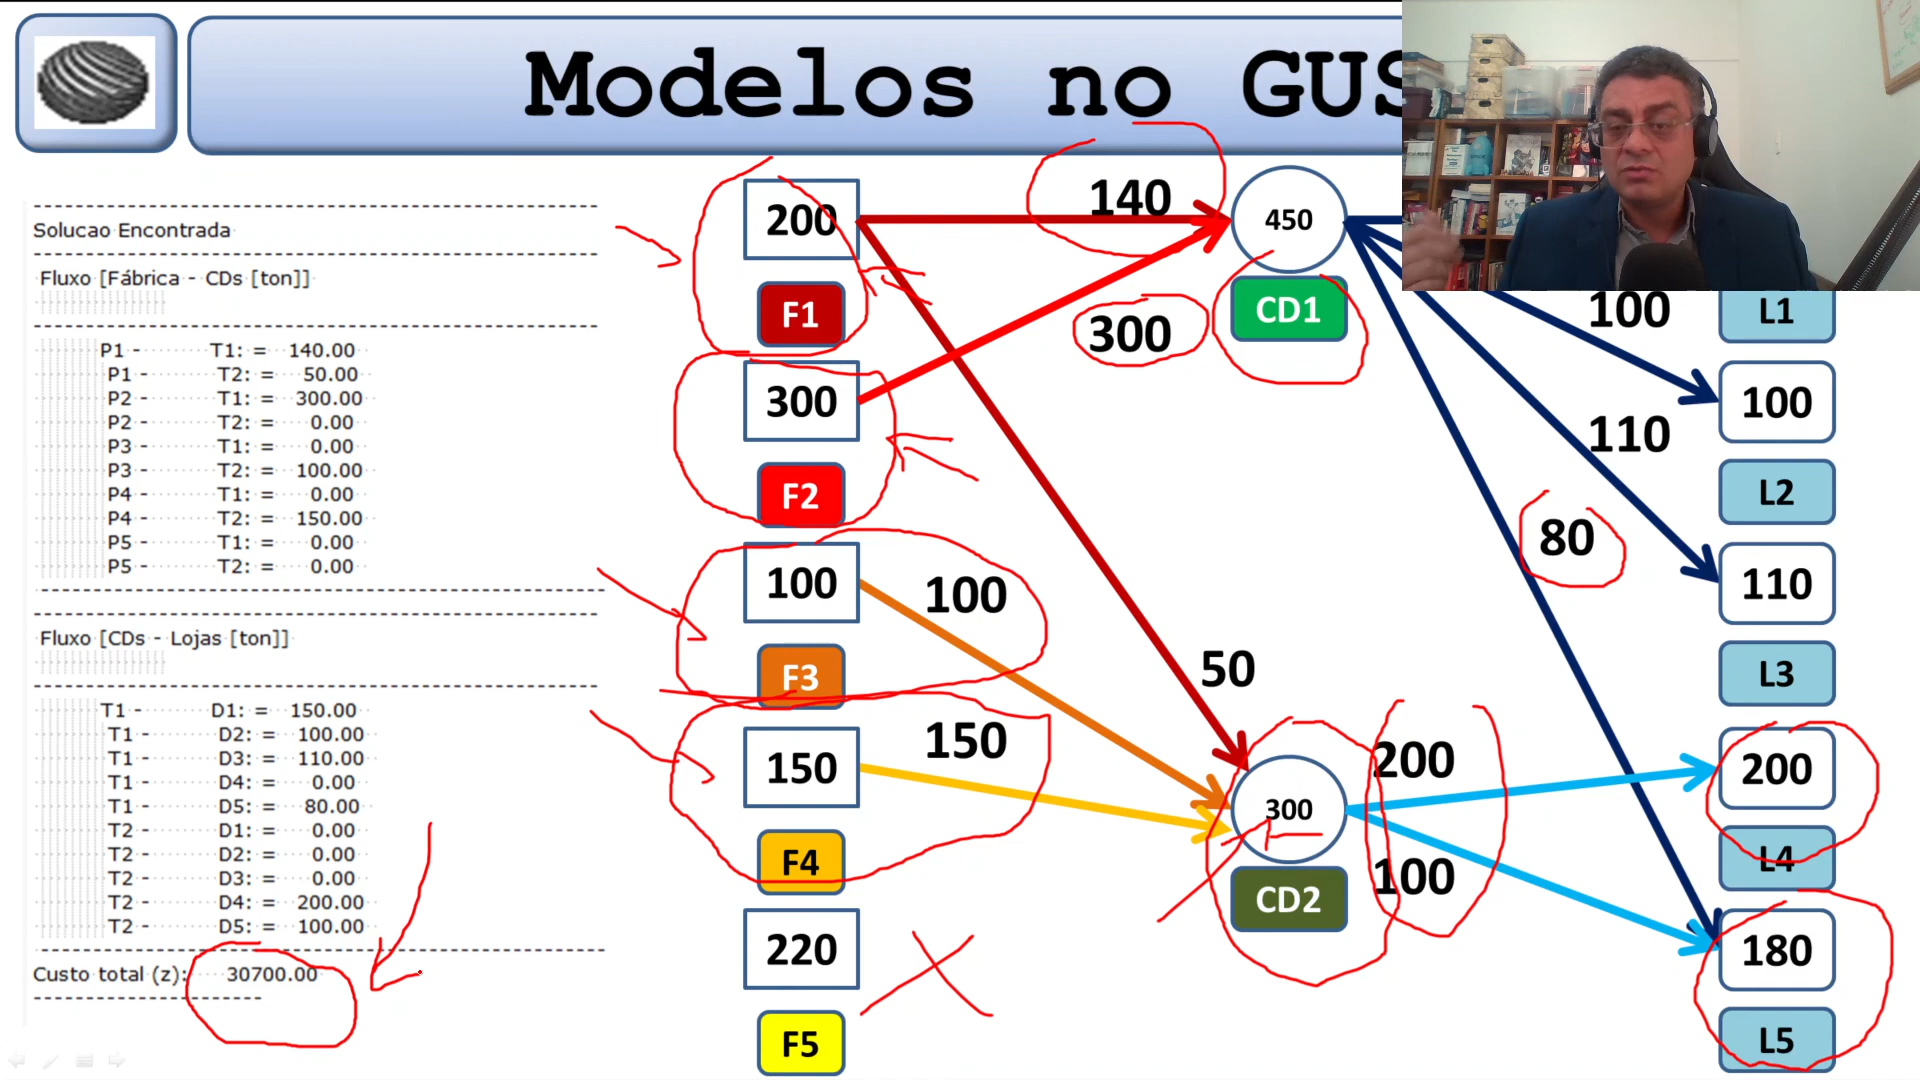 Modelos no GUS
Solucao Encontrada
Fluxo [Fábrica - CDs [ton]]
P1 - T1: = 140.00
P1 - T2: = 50.00
P2 - T1: = 300.00
P2 - T2: = 0.00
P3 - T1: = 0.00
P3 - T2: = 100.00
P4 - T1: = 0.00
P4 - T2: = 150.00
P5 - T1: = 0.00
P5 - T2: = 0.00
Fluxo [CDs - Lojas [ton]]
T1 - D1: = 150.00
T1 - D2: = 100.00
T1 - D3: = 110.00
T1 - D4: = 0.00
T1 - D5: = 80.00
T2 - D1: = 0.00
T2 - D2: = 0.00
T2 - D3: = 0.00
T2 - D4: = 200.00
T2 - D5: = 100.00
Custo total (z): 30700.00
200
F1
300
F2
100
F3
150
F4
220
F5
140
300
100
150
50
450
CD1
300
CD2
100
110
80
200
100
L1
100
L2
110
L3
200
L4
180
L5